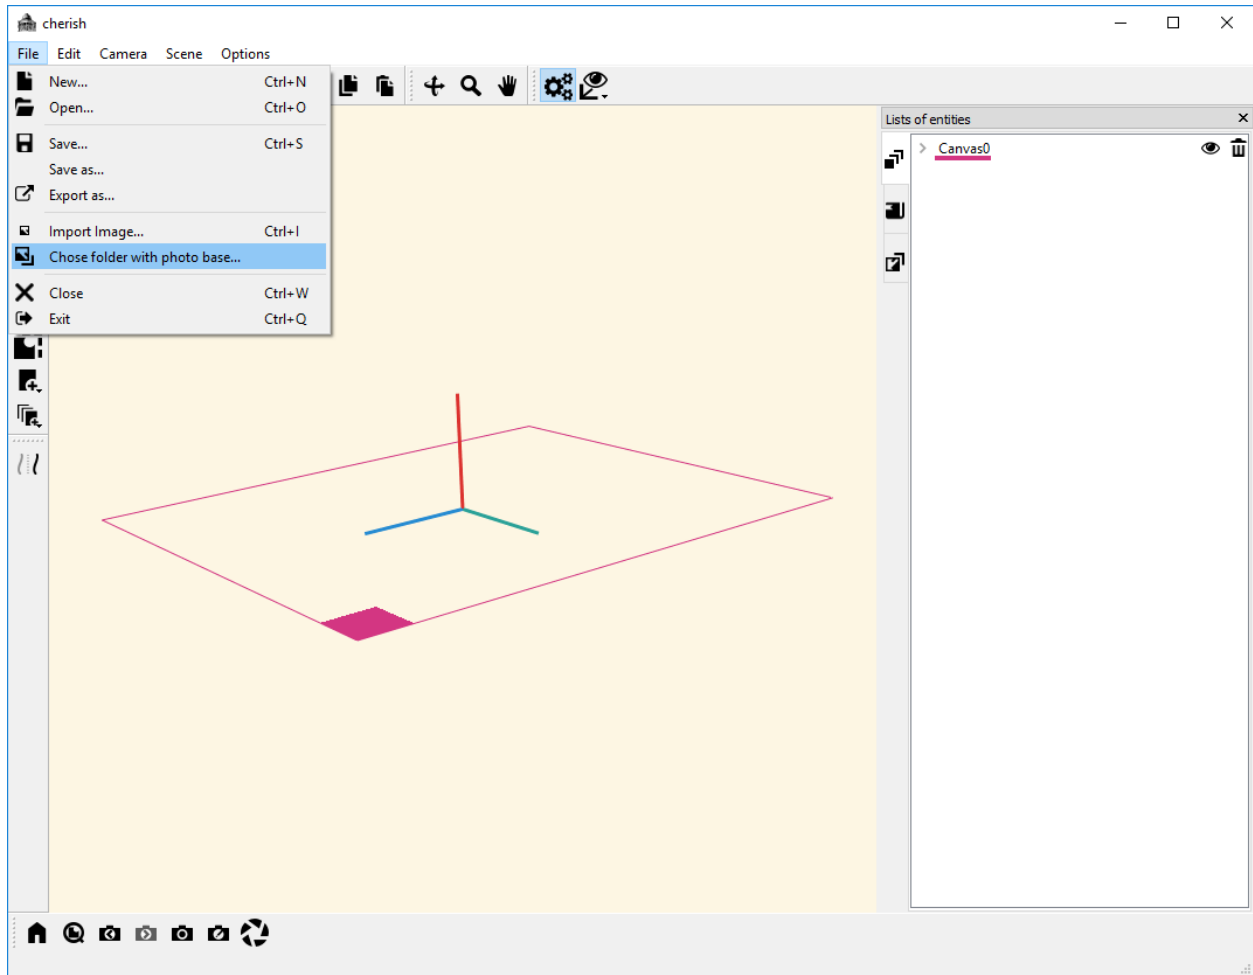 cherish
File Edit Camera Scene Options
New... Ctrl+N
Open... Ctrl+O
Save... Ctrl+S
Save as...
Export as...
Import Image... Ctrl+I
Chose folder with photo base...
Close Ctrl+W
Exit Ctrl+Q
Lists of entities
Canvas0